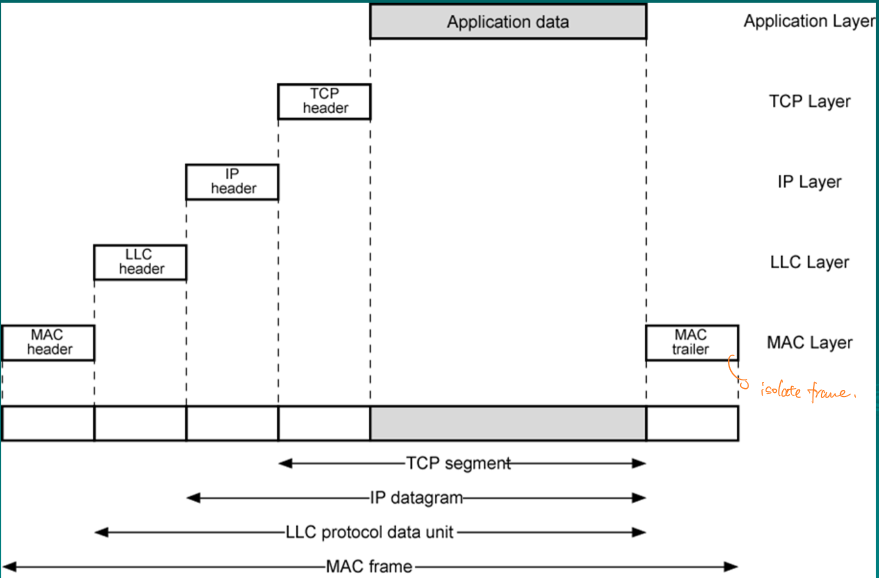 Application data
Application Layer
TCP
header
TCP Layer
IP
header
IP Layer
LLC
header
LLC Layer
MAC
header
MAC
trailer
MAC Layer
isolate frame.
TCP segment
IP datagram
LLC protocol data unit
MAC frame